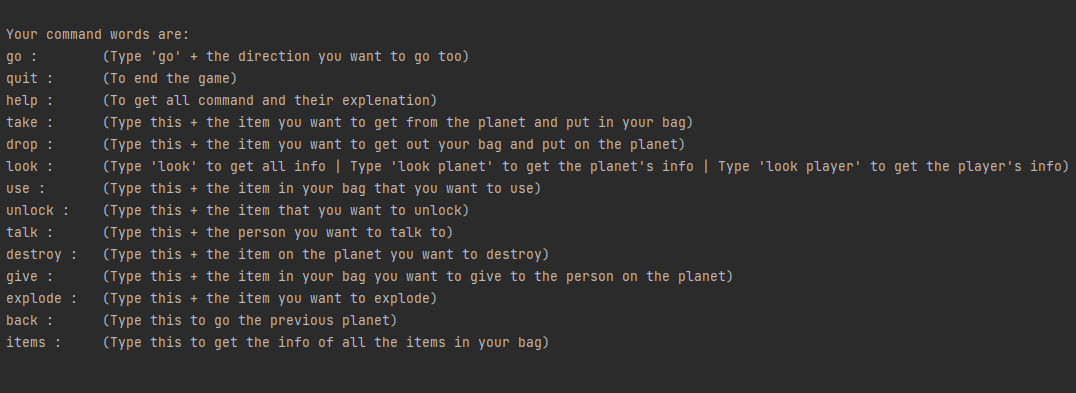 Your command words are:
go : (Type 'go' + the direction you want to go too)
quit : (To end the game)
help : (To get all command and their explenation)
take : (Type this + the item you want to get from the planet and put in your bag)
drop : (Type this + the item you want to get out your bag and put on the planet)
look : (Type 'look' to get all info | Type 'look planet' to get the planet's info | Type 'look player' to get the player's info)
use : (Type this + the item in your bag that you want to use)
unlock : (Type this + the item that you want to unlock)
talk : (Type this + the person you want to talk to)
destroy : (Type this + the item on the planet you want to destroy)
give : (Type this + the item in your bag you want to give to the person on the planet)
explode : (Type this + the item you want to explode)
back : (Type this to go the previous planet)
items : (Type this to get the info of all the items in your bag)